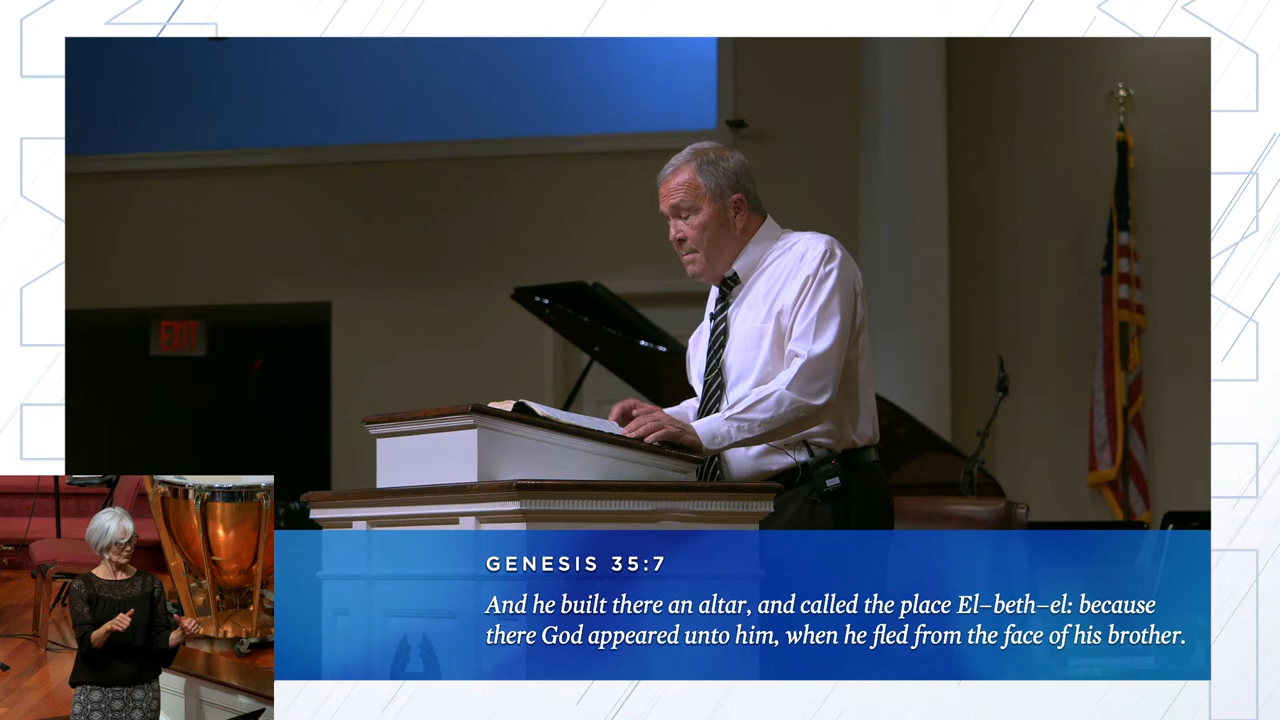 EXIT
GENESIS 35:7
And he built there an altar, and called the place El–beth–el: because
there God appeared unto him, when he fled from the face of his brother.